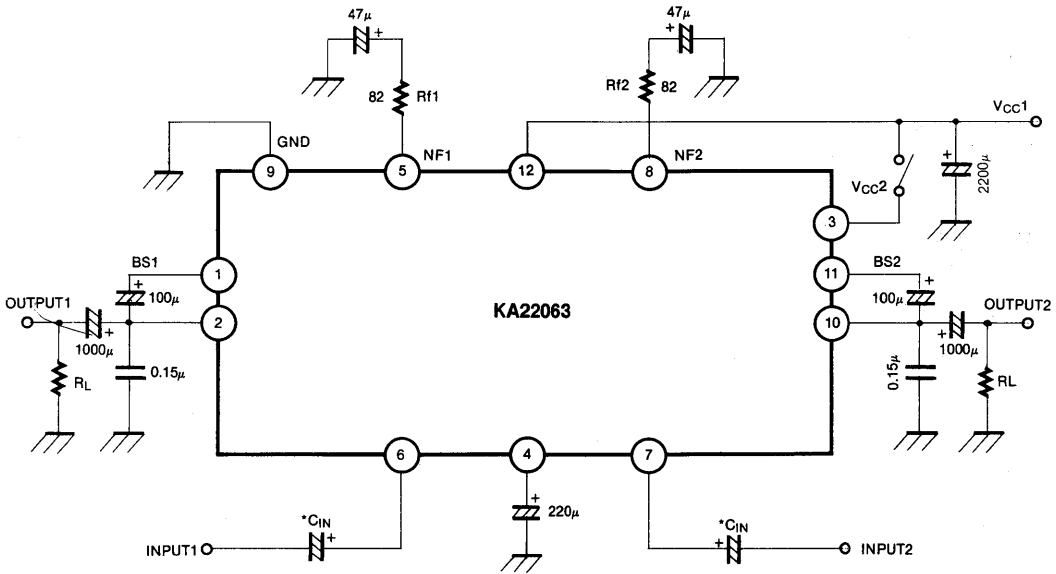 47μ
+
47μ
+
82
Rf1
Rf2
82
GND
VCC1
9
5
NF1
12
8
NF2
+
2200μ
VCC2
3
BS1
1
11
BS2
+
100μ
+
100μ
OUTPUT1
2
KA22063
10
OUTPUT2
+
1000μ
+
1000μ
RL
0.15μ
0.15μ
RL
6
4
7
+
220μ
*CIN
+
*CIN
+
INPUT1
INPUT2